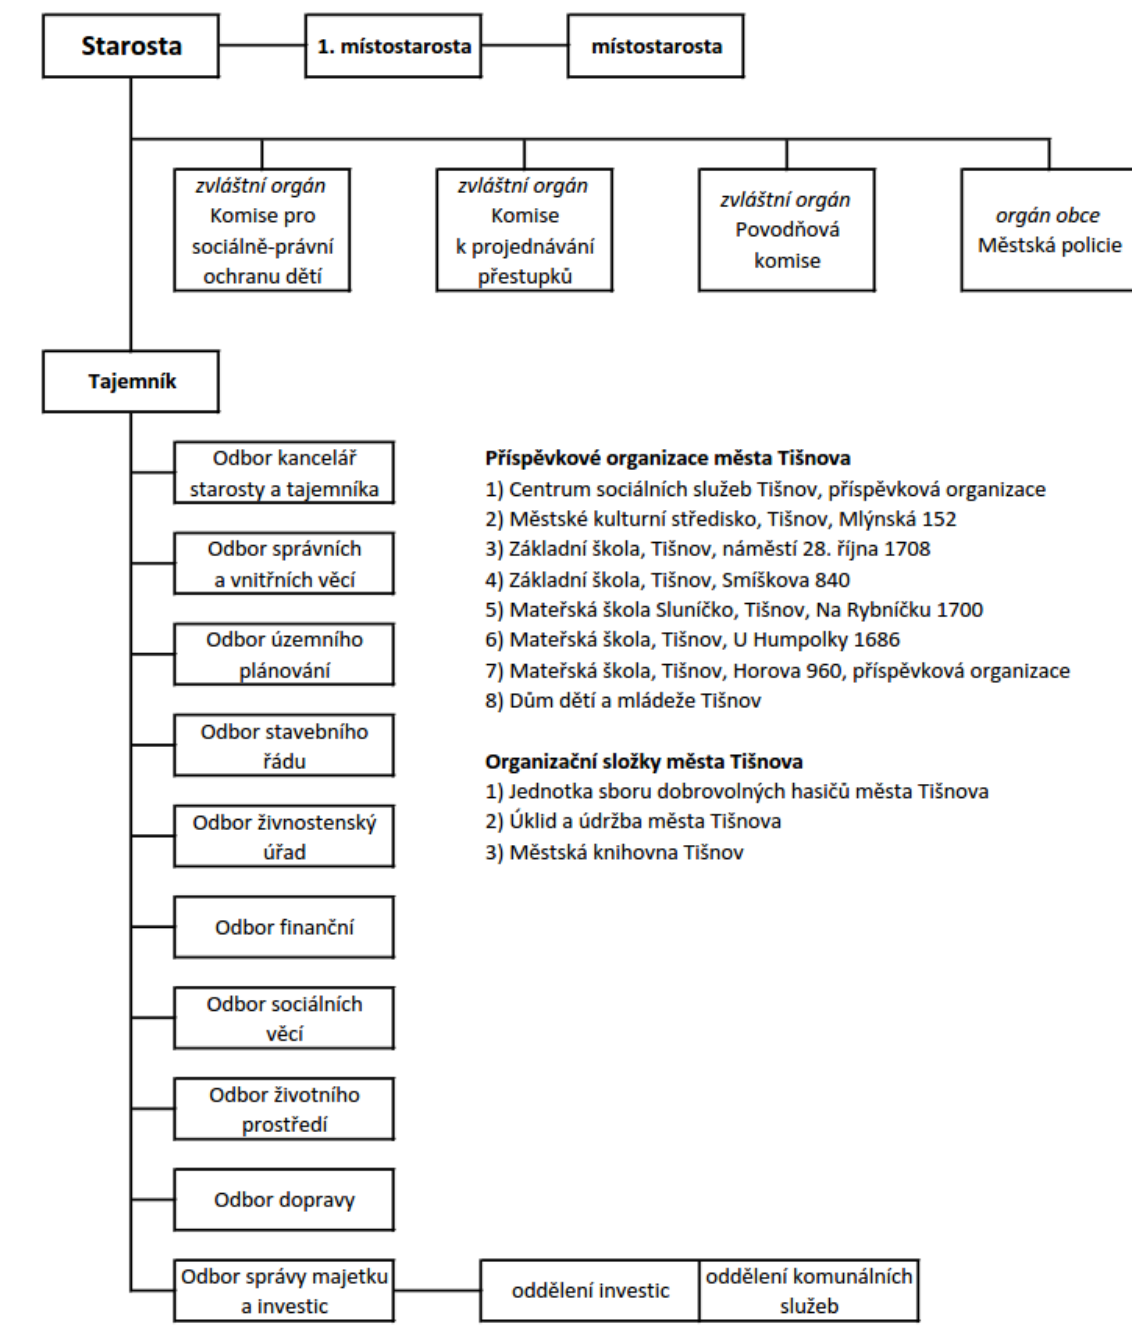 Starosta
1. místostarosta
místostarosta
zvláštní orgán
Komise pro
sociálně-právní
ochranu dětí
zvláštní orgán
Komise
k projednávání
přestupků
zvláštní orgán
Povodňová
komise
orgán obce
Městská policie
Tajemník
Odbor kancelář
starosty a tajemníka
Odbor správních
a vnitřních věcí
Odbor územního
plánování
Odbor stavebního
řádu
Odbor živnostenský
úřad
Odbor finanční
Odbor sociálních
věcí
Odbor životního
prostředí
Odbor dopravy
Odbor správy majetku
a investic
oddělení investic
oddělení komunálních
služeb
Příspěvkové organizace města Tišnova
1) Centrum sociálních služeb Tišnov, příspěvková organizace
2) Městské kulturní středisko, Tišnov, Mlýnská 152
3) Základní škola, Tišnov, náměstí 28. října 1708
4) Základní škola, Tišnov, Smíškova 840
5) Mateřská škola Sluníčko, Tišnov, Na Rybníčku 1700
6) Mateřská škola, Tišnov, U Humpolky 1686
7) Mateřská škola, Tišnov, Horova 960, příspěvková organizace
8) Dům dětí a mládeže Tišnov
Organizační složky města Tišnova
1) Jednotka sboru dobrovolných hasičů města Tišnova
2) Úklid a údržba města Tišnova
3) Městská knihovna Tišnov